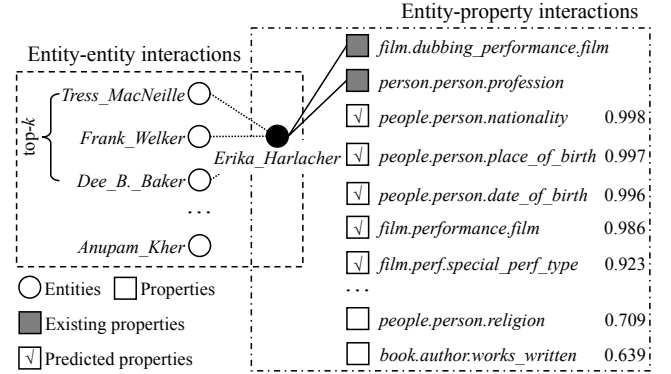 Entity-property interactions
Entity-entity interactions
film.dubbing_performance.film
person.person.profession
Tress_MacNeille
people.person.nationality 0.998
top-k
Frank_Welker
Erika_Harlacher
people.person.place_of_birth 0.997
Dee_B._Baker
people.person.date_of_birth 0.996
...
film.performance.film 0.986
Anupam_Kher
film.perf.special_perf_type 0.923
Entities
Properties
...
Existing properties
people.person.religion 0.709
Predicted properties
book.author.works_written 0.639